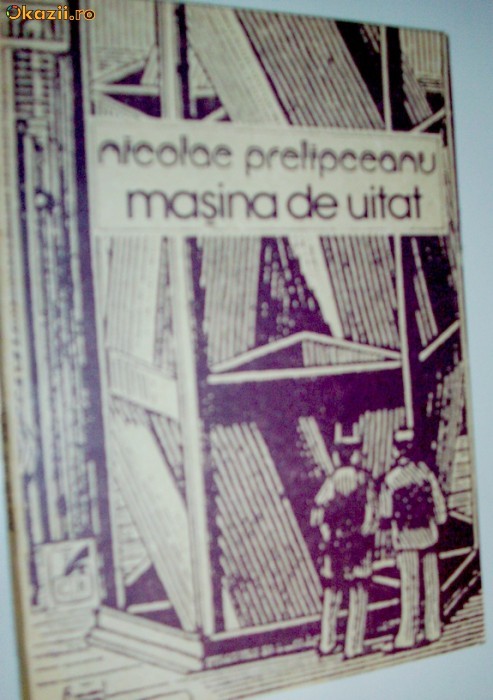 Okazii.ro
nicolae prelipceanu
mașina de uitat